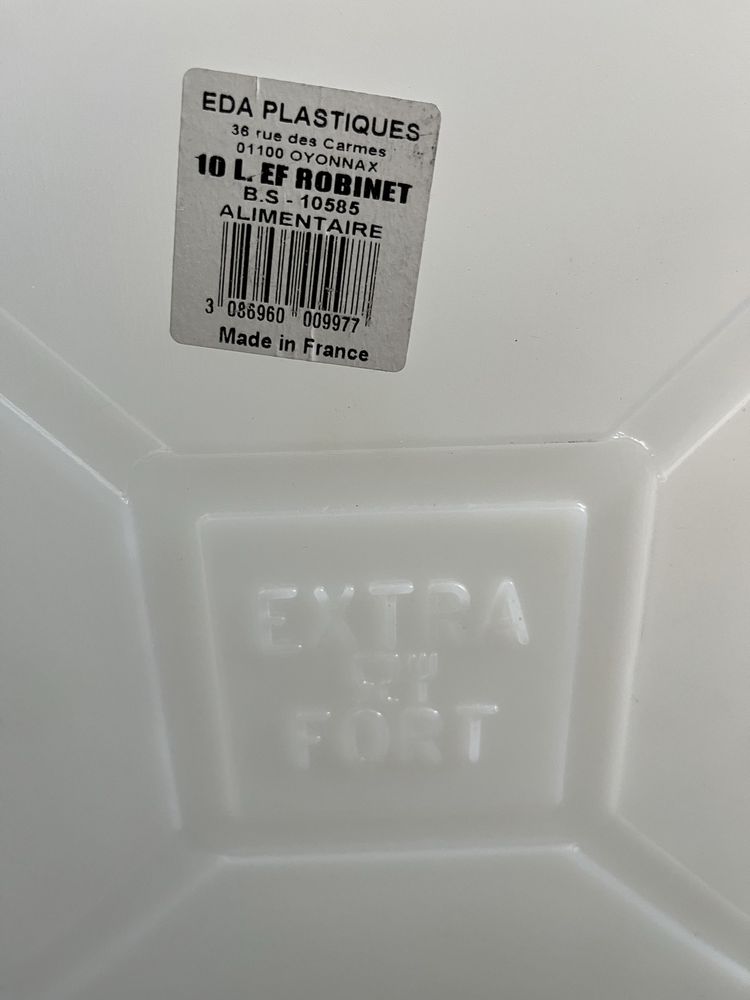 EDA PLASTIQUES
36 rue des Carmes
01100 OYONNAX
10 L. EF ROBINET
B.S - 10585
ALIMENTAIRE
3 086960 009977
Made in France
EXTRA
FORT